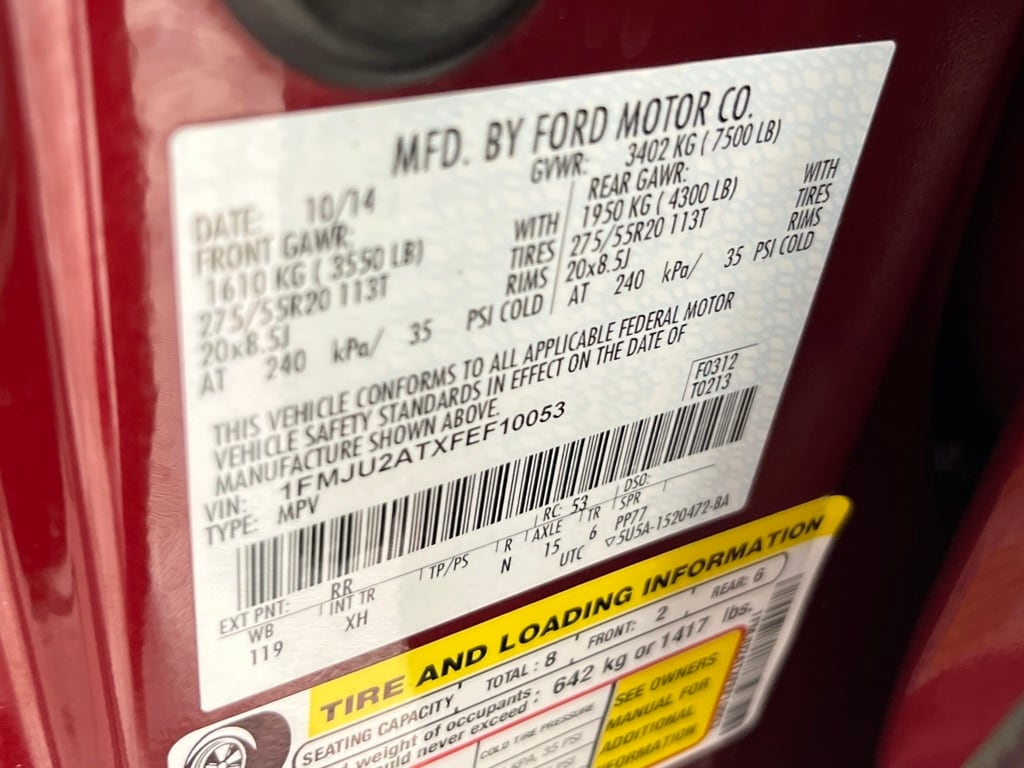 MFD. BY FORD MOTOR CO.
DATE: 10/14 GVWR: 3402 KG ( 7500 LB)
FRONT GAWR: REAR GAWR:
1610 KG ( 3550 LB) WITH 1950 KG ( 4300 LB) WITH
275/55R20 113T TIRES 275/55R20 113T TIRES
20x8.5J RIMS 20x8.5J RIMS
AT 240 kPa/ 35 PSI COLD AT 240 kPa/ 35 PSI COLD
THIS VEHICLE CONFORMS TO ALL APPLICABLE FEDERAL MOTOR
VEHICLE SAFETY STANDARDS IN EFFECT ON THE DATE OF
MANUFACTURE SHOWN ABOVE.
F0312
T0213
VIN: 1FMJU2ATXFEF10053
TYPE: MPV
EXT PNT: RR RC: 53 DSO:
WB INT TR TP/PS R AXLE TR SPR
119 XH N 15 6 PP77
UTC ▽5U5A-1520472-BA
TIRE AND LOADING INFORMATION
SEATING CAPACITY TOTAL: 8 FRONT: 2 REAR: 6
weight of occupants
never exceed : 642 kg or 1417 lbs.
COLD TIRE PRESSURE
35 PSI
SEE OWNERS
MANUAL FOR
ADDITIONAL